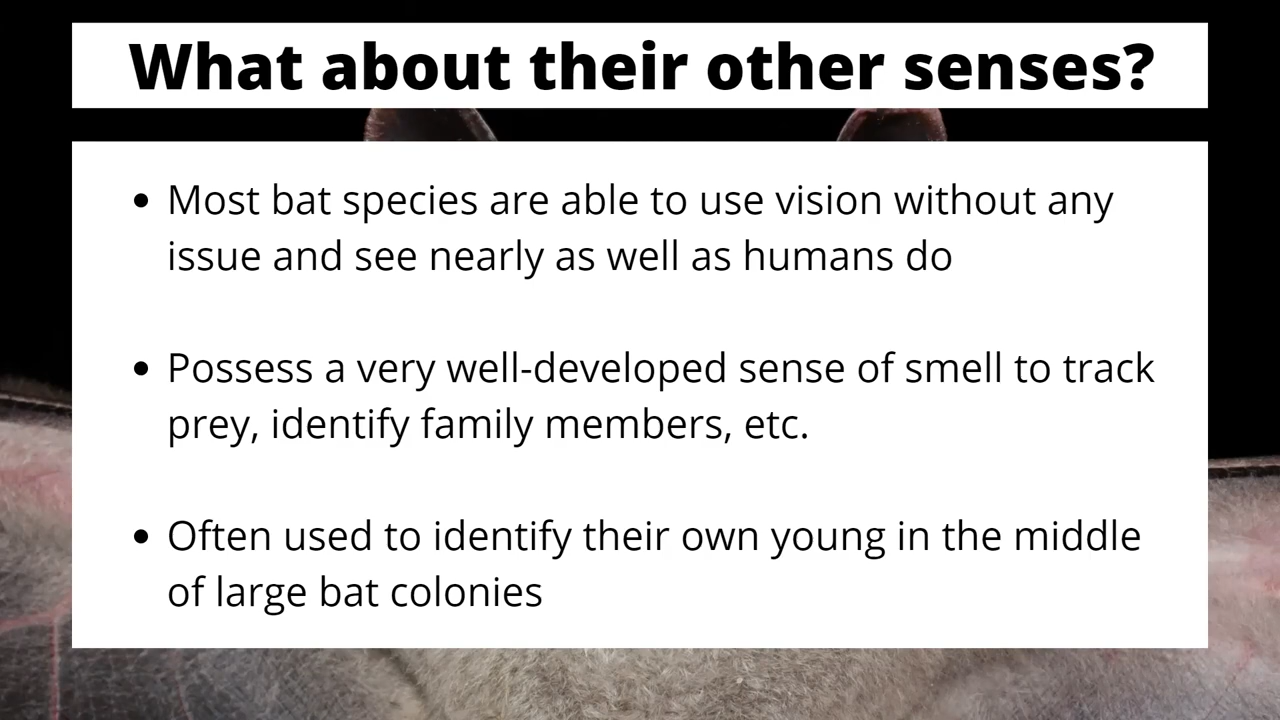 What about their other senses?
• Most bat species are able to use vision without any
issue and see nearly as well as humans do
• Possess a very well-developed sense of smell to track
prey, identify family members, etc.
• Often used to identify their own young in the middle
of large bat colonies